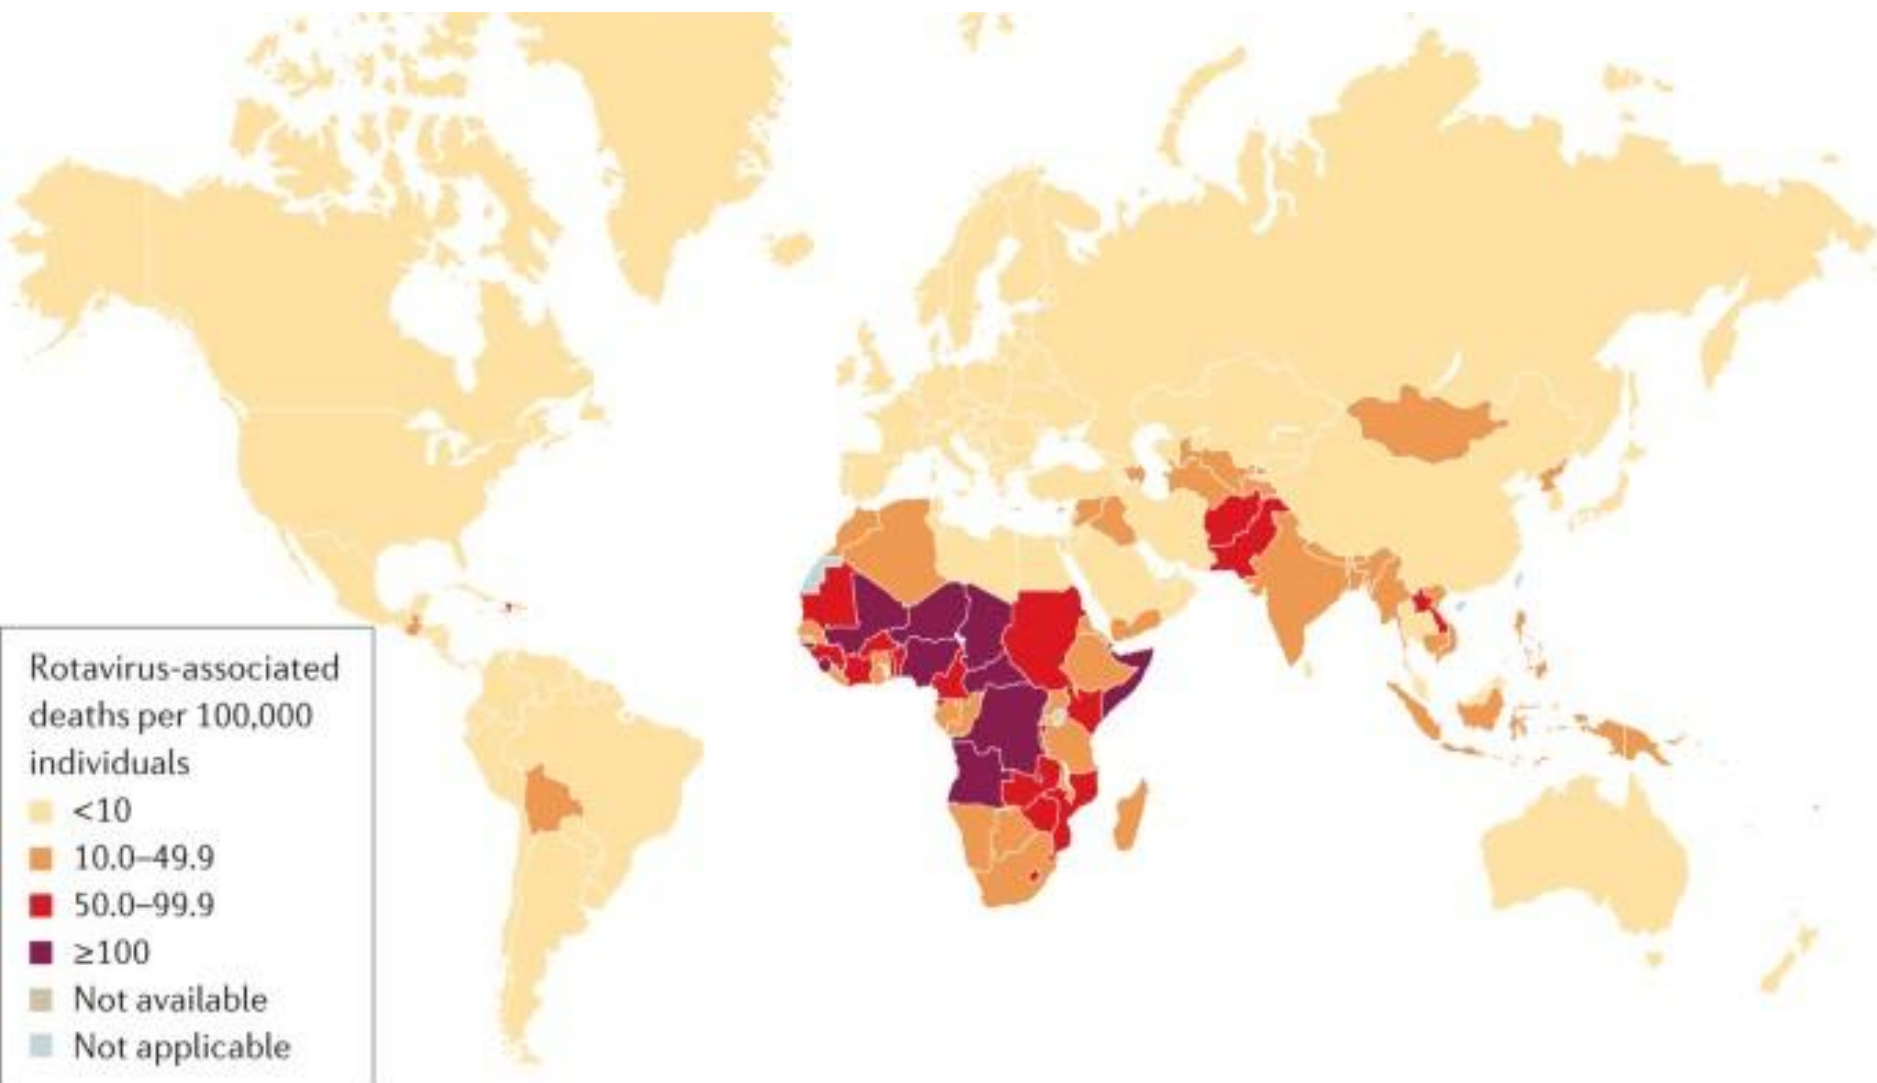 Rotavirus-associated
deaths per 100,000
individuals
<10
10.0–49.9
50.0–99.9
≥100
Not available
Not applicable